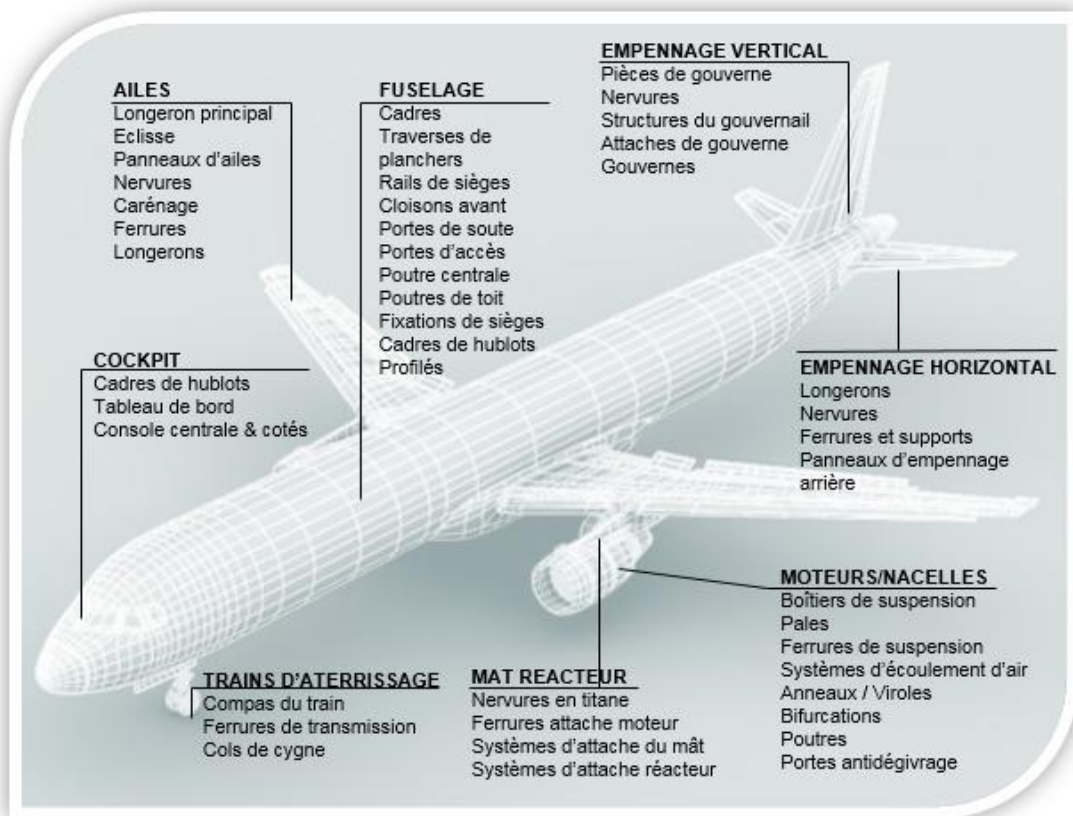 AILES
Longeron principal
Eclisse
Panneaux d'ailes
Nervures
Carénage
Ferrures
Longerons
FUSELAGE
Cadres
Traverses de
planchers
Rails de sièges
Cloisons avant
Portes de soute
Portes d'accès
Poutre centrale
Poutres de toit
Fixations de sièges
Cadres de hublots
Profilés
EMPENNAGE VERTICAL
Pièces de gouverne
Nervures
Structures du gouvernail
Attaches de gouverne
Gouvernes
COCKPIT
Cadres de hublots
Tableau de bord
Console centrale & cotés
EMPENNAGE HORIZONTAL
Longerons
Nervures
Ferrures et supports
Panneaux d'empennage
arrière
TRAINS D'ATERRISSAGE
Compas du train
Ferrures de transmission
Cols de cygne
MAT REACTEUR
Nervures en titane
Ferrures attache moteur
Systèmes d'attache du mât
Systèmes d'attache réacteur
MOTEURS/NACELLES
Boîtiers de suspension
Pales
Ferrures de suspension
Systèmes d'écoulement d'air
Anneaux / Viroles
Bifurcations
Poutres
Portes antidégivrage